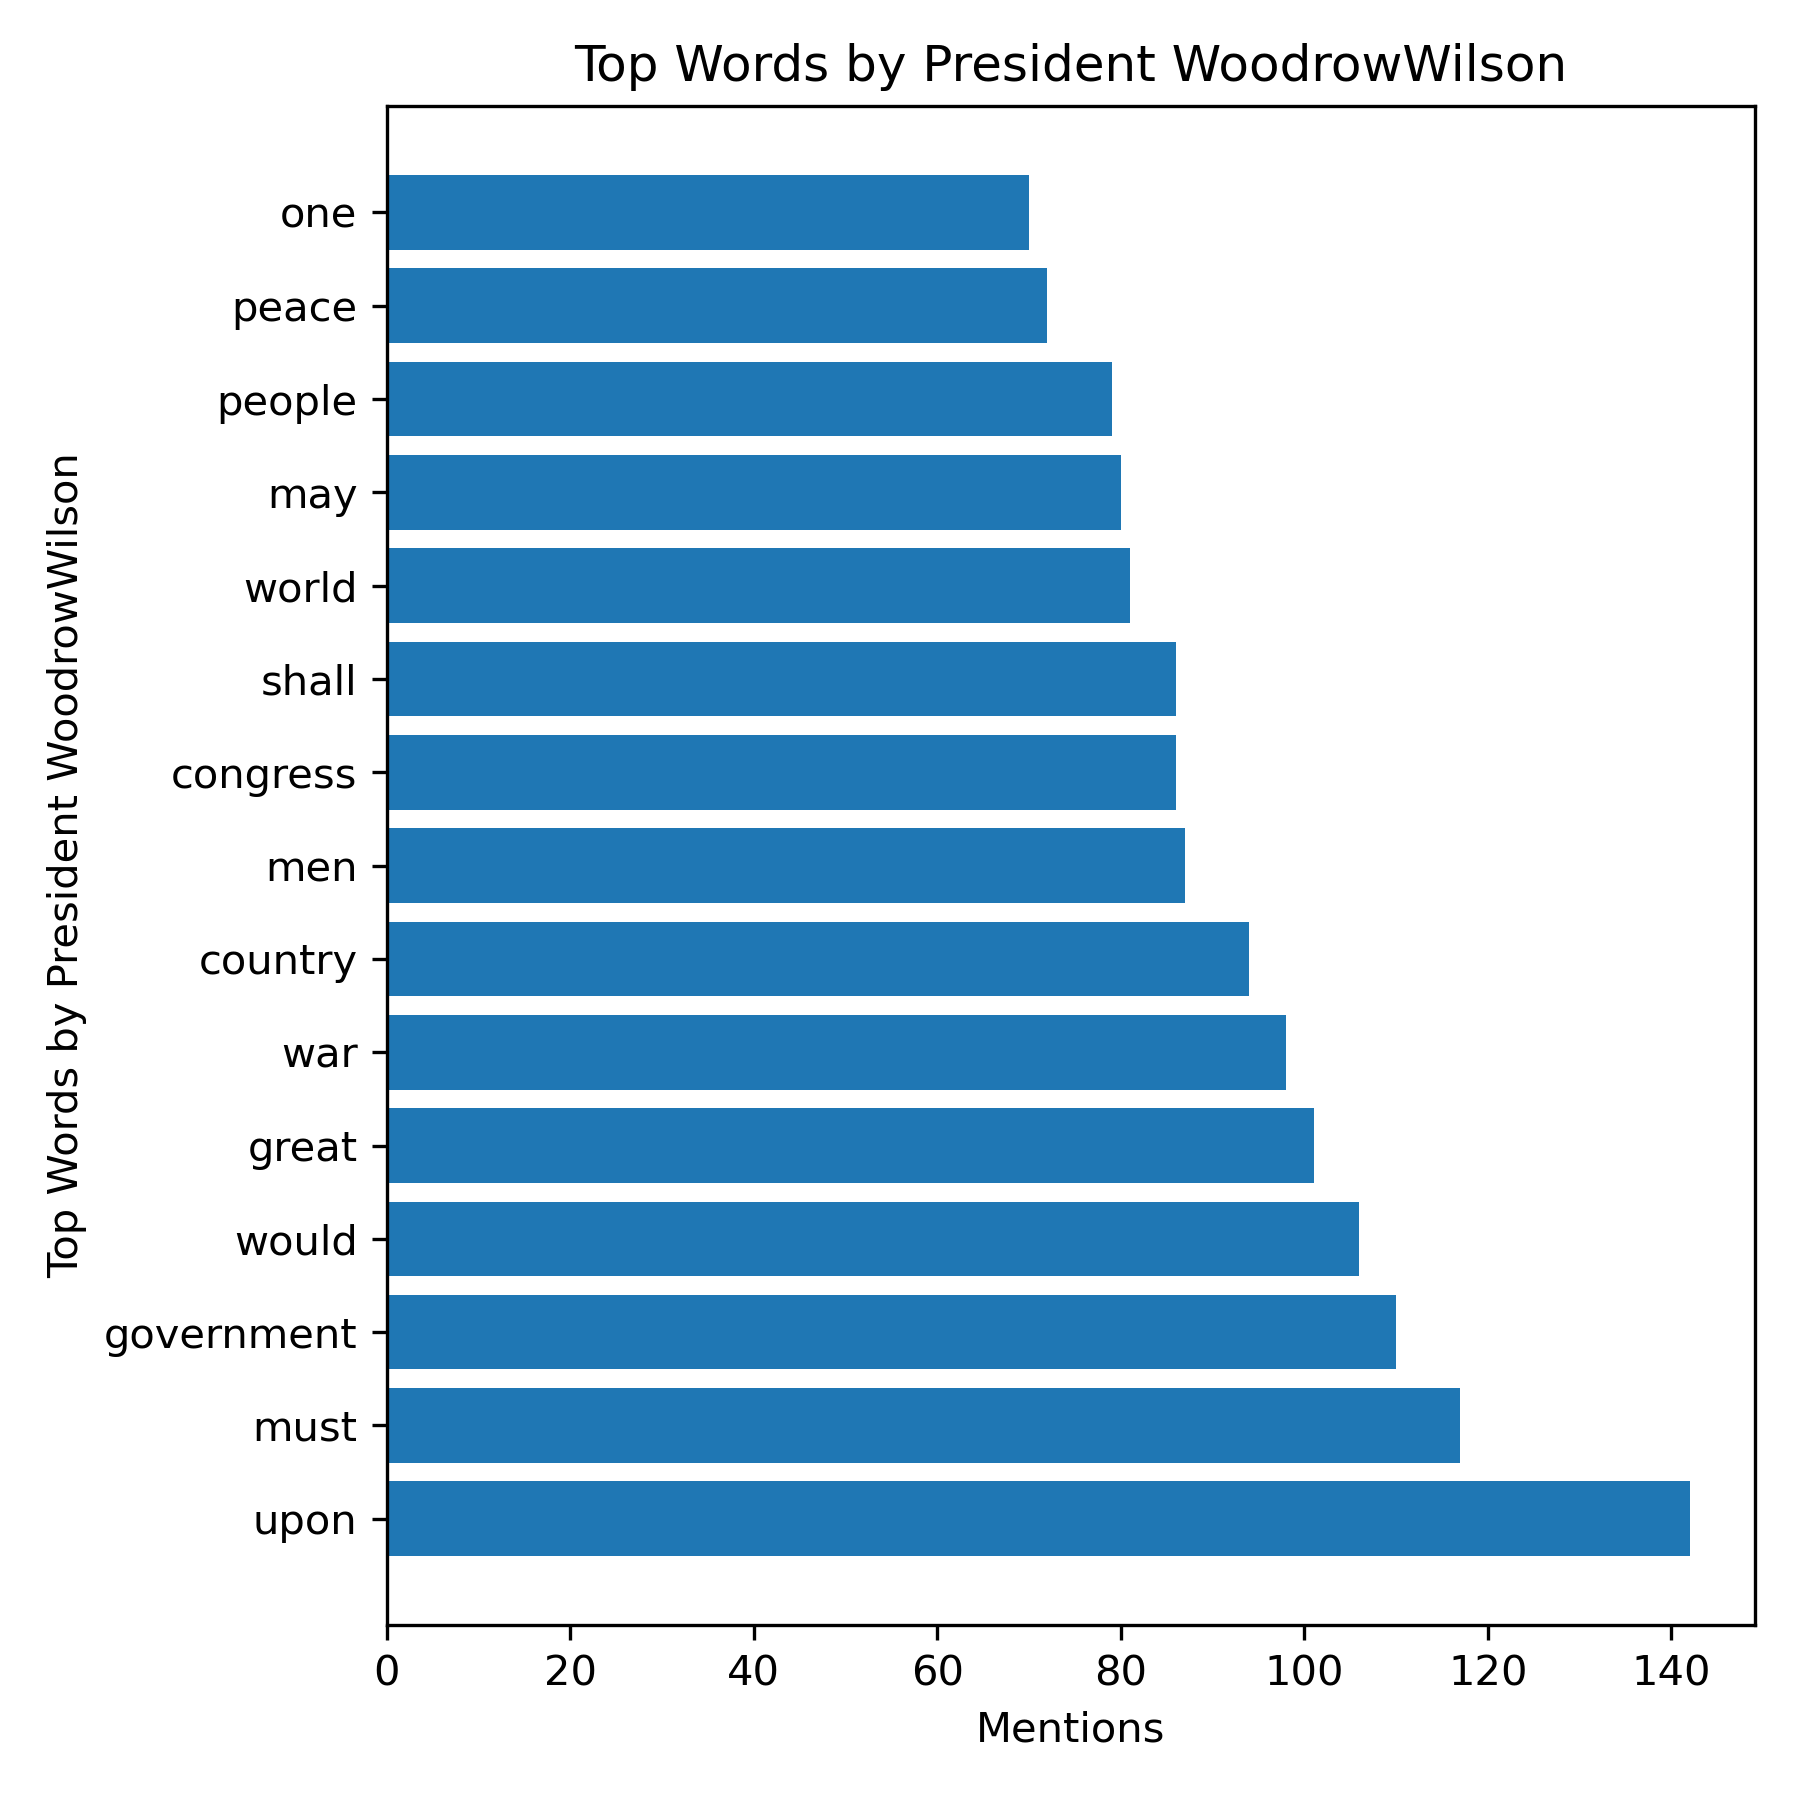 Top Words by President WoodrowWilson
Top Words by President WoodrowWilson
one
peace
people
may
world
shall
congress
men
country
war
great
would
government
must
upon
0 20 40 60 80 100 120 140
Mentions